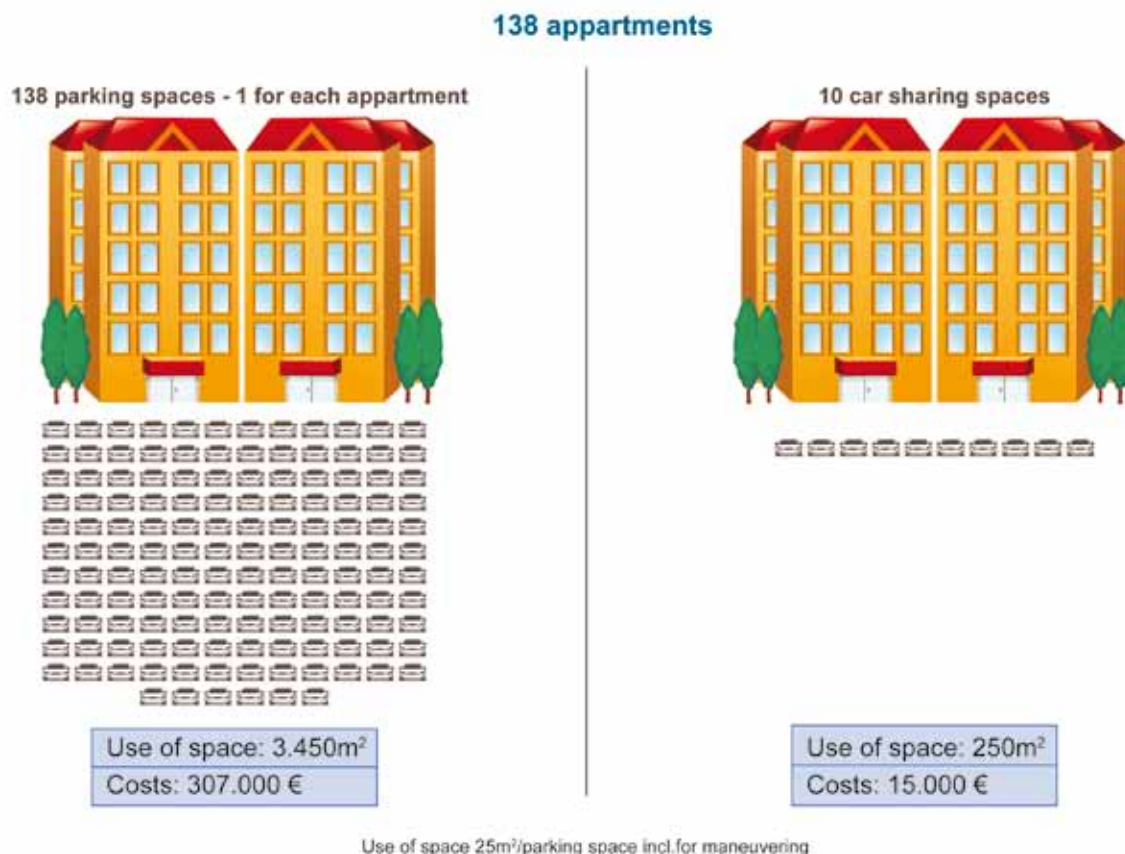 138 appartments
138 parking spaces - 1 for each appartment
10 car sharing spaces
Use of space: 3.450m²
Costs: 307.000 €
Use of space: 250m²
Costs: 15.000 €
Use of space 25m²/parking space incl.for maneuvering